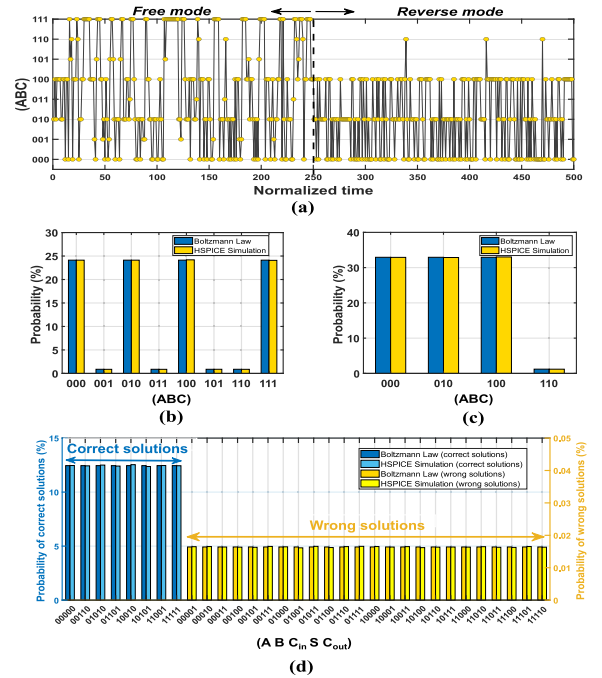 Free mode
Reverse mode
111
110
101
100
011
010
001
000
(ABC)
0 50 100 150 200 250 300 350 400 450 500
Normalized time
(a)
30
25
20
15
10
5
0
Probability (%)
Boltzmann Law
HSPICE Simulation
000 001 010 011 100 101 110 111
(ABC)
(b)
40
30
20
10
0
Probability (%)
Boltzmann Law
HSPICE Simulation
000 010 100 110
(ABC)
(c)
15
10
5
0
Probability of correct solutions (%)
Correct solutions
Wrong solutions
Boltzmann Law (correct solutions)
HSPICE Simulation (correct solutions)
Boltzmann Law (wrong solutions)
HSPICE Simulation (wrong solutions)
0,05
0,04
0,03
0,02
0,01
0
Probability of wrong solutions (%)
00000 00110 01010 01101 10010 10101 11001 11111 00001 00010 00011 00100 00101 00111 01000 01001 01011 01100 01110 01111 10000 10001 10011 10100 10110 10111 11000 11010 11011 11100 11101 11110
(A B Cin S Cout)
(d)